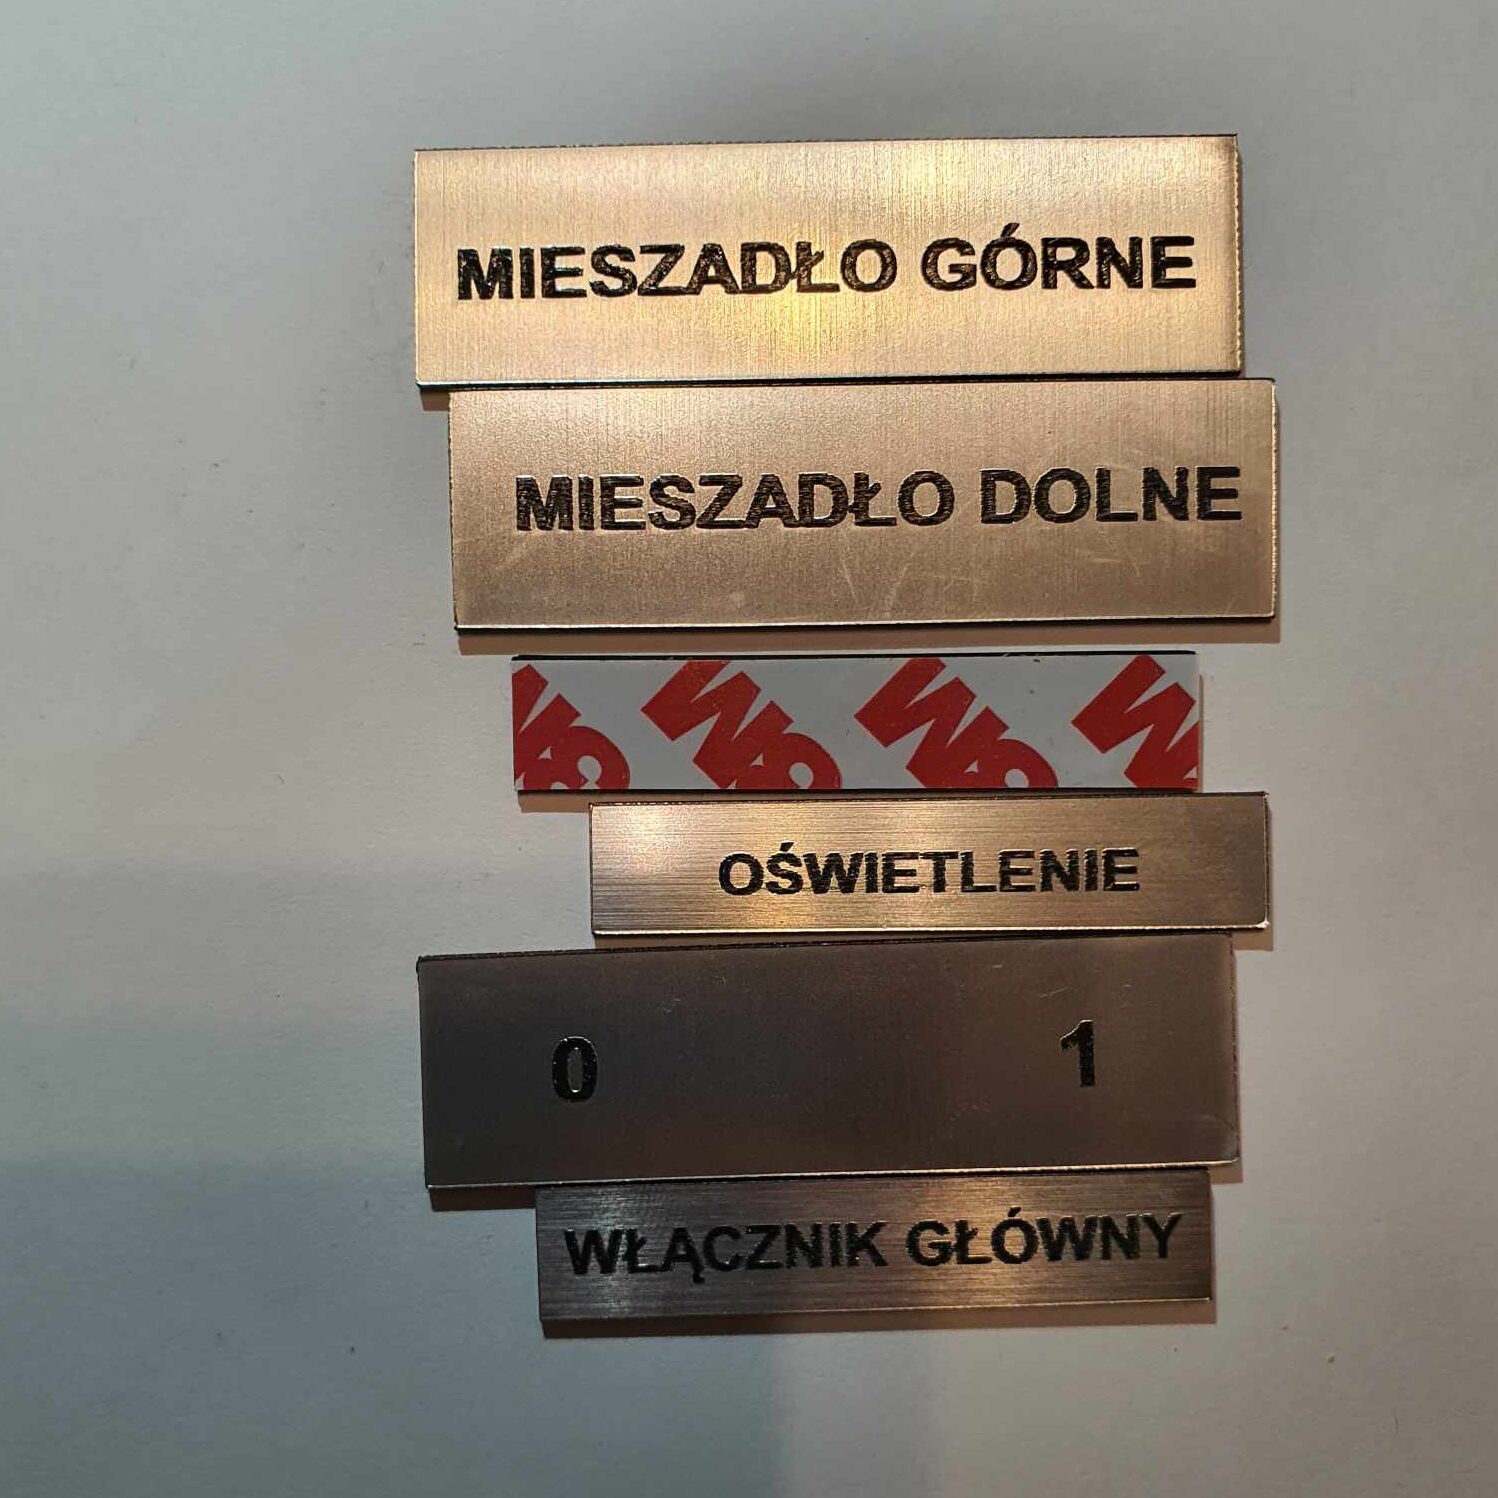 MIESZADŁO GÓRNE
MIESZADŁO DOLNE
OŚWIETLENIE
0 1
WŁĄCZNIK GŁÓWNY